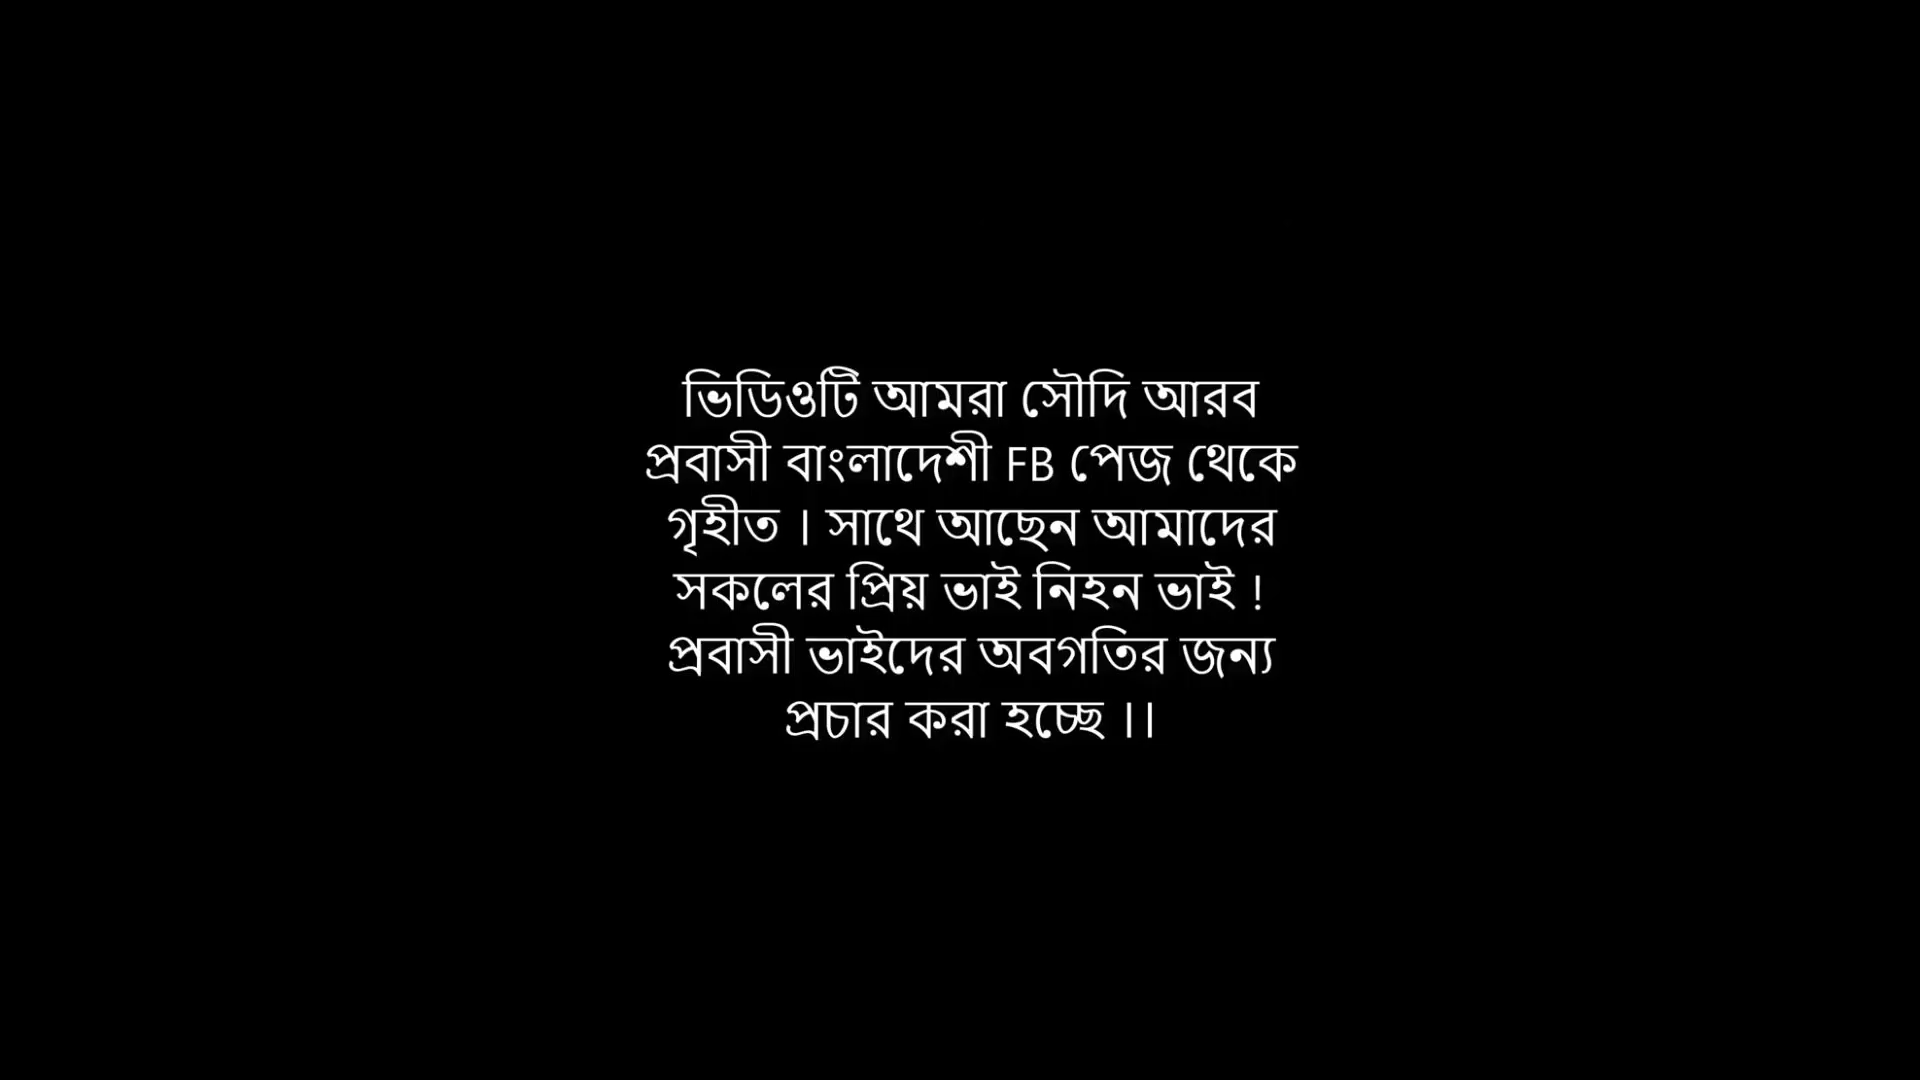 ভিডিওটি আমরা সৌদি আরব
প্রবাসী বাংলাদেশী FB পেজ থেকে
গৃহীত । সাথে আছেন আমাদের
সকলের প্রিয় ভাই নিহন ভাই !
প্রবাসী ভাইদের অবগতির জন্য
প্রচার করা হচ্ছে ।।